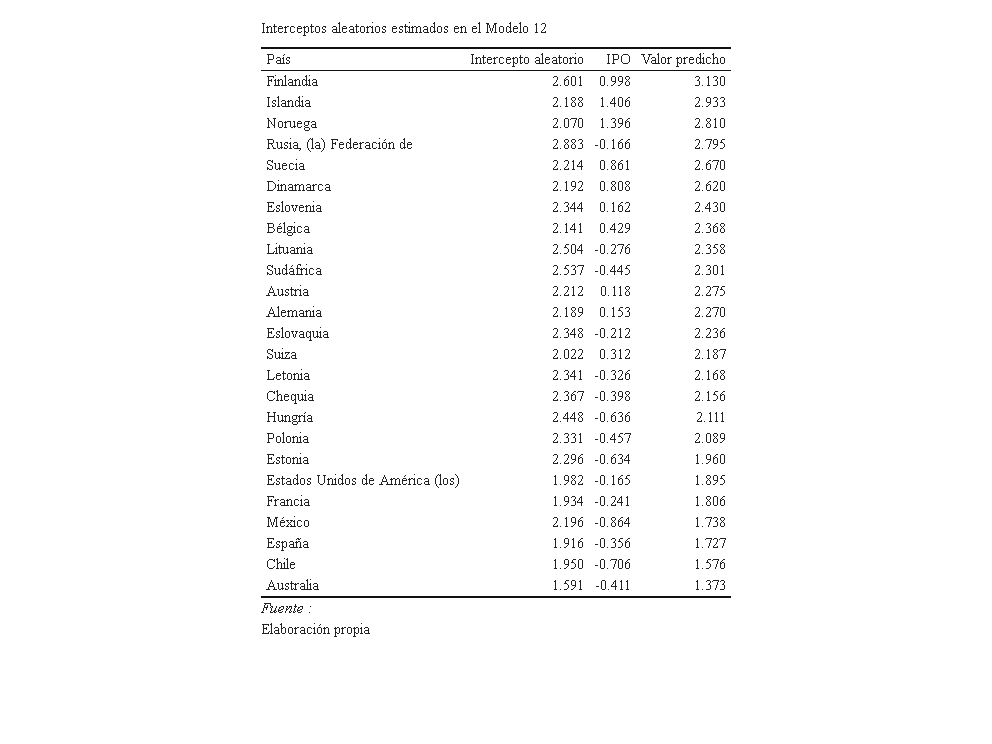 Interceptos aleatorios estimados en el Modelo 12
País Intercepto aleatorio IPO Valor predicho
Finlandia 2.601 0.998 3.130
Islandia 2.188 1.406 2.933
Noruega 2.070 1.396 2.810
Rusia, (la) Federación de 2.883 -0.166 2.795
Suecia 2.214 0.861 2.670
Dinamarca 2.192 0.808 2.620
Eslovenia 2.344 0.162 2.430
Bélgica 2.141 0.429 2.368
Lituania 2.504 -0.276 2.358
Sudáfrica 2.537 -0.445 2.301
Austria 2.212 0.118 2.275
Alemania 2.189 0.153 2.270
Eslovaquia 2.348 -0.212 2.236
Suiza 2.022 0.312 2.187
Letonia 2.341 -0.326 2.168
Chequia 2.367 -0.398 2.156
Hungría 2.448 -0.636 2.111
Polonia 2.331 -0.457 2.089
Estonia 2.296 -0.634 1.960
Estados Unidos de América (los) 1.982 -0.165 1.895
Francia 1.934 -0.241 1.806
México 2.196 -0.864 1.738
España 1.916 -0.356 1.727
Chile 1.950 -0.706 1.576
Australia 1.591 -0.411 1.373
Fuente :
Elaboración propia